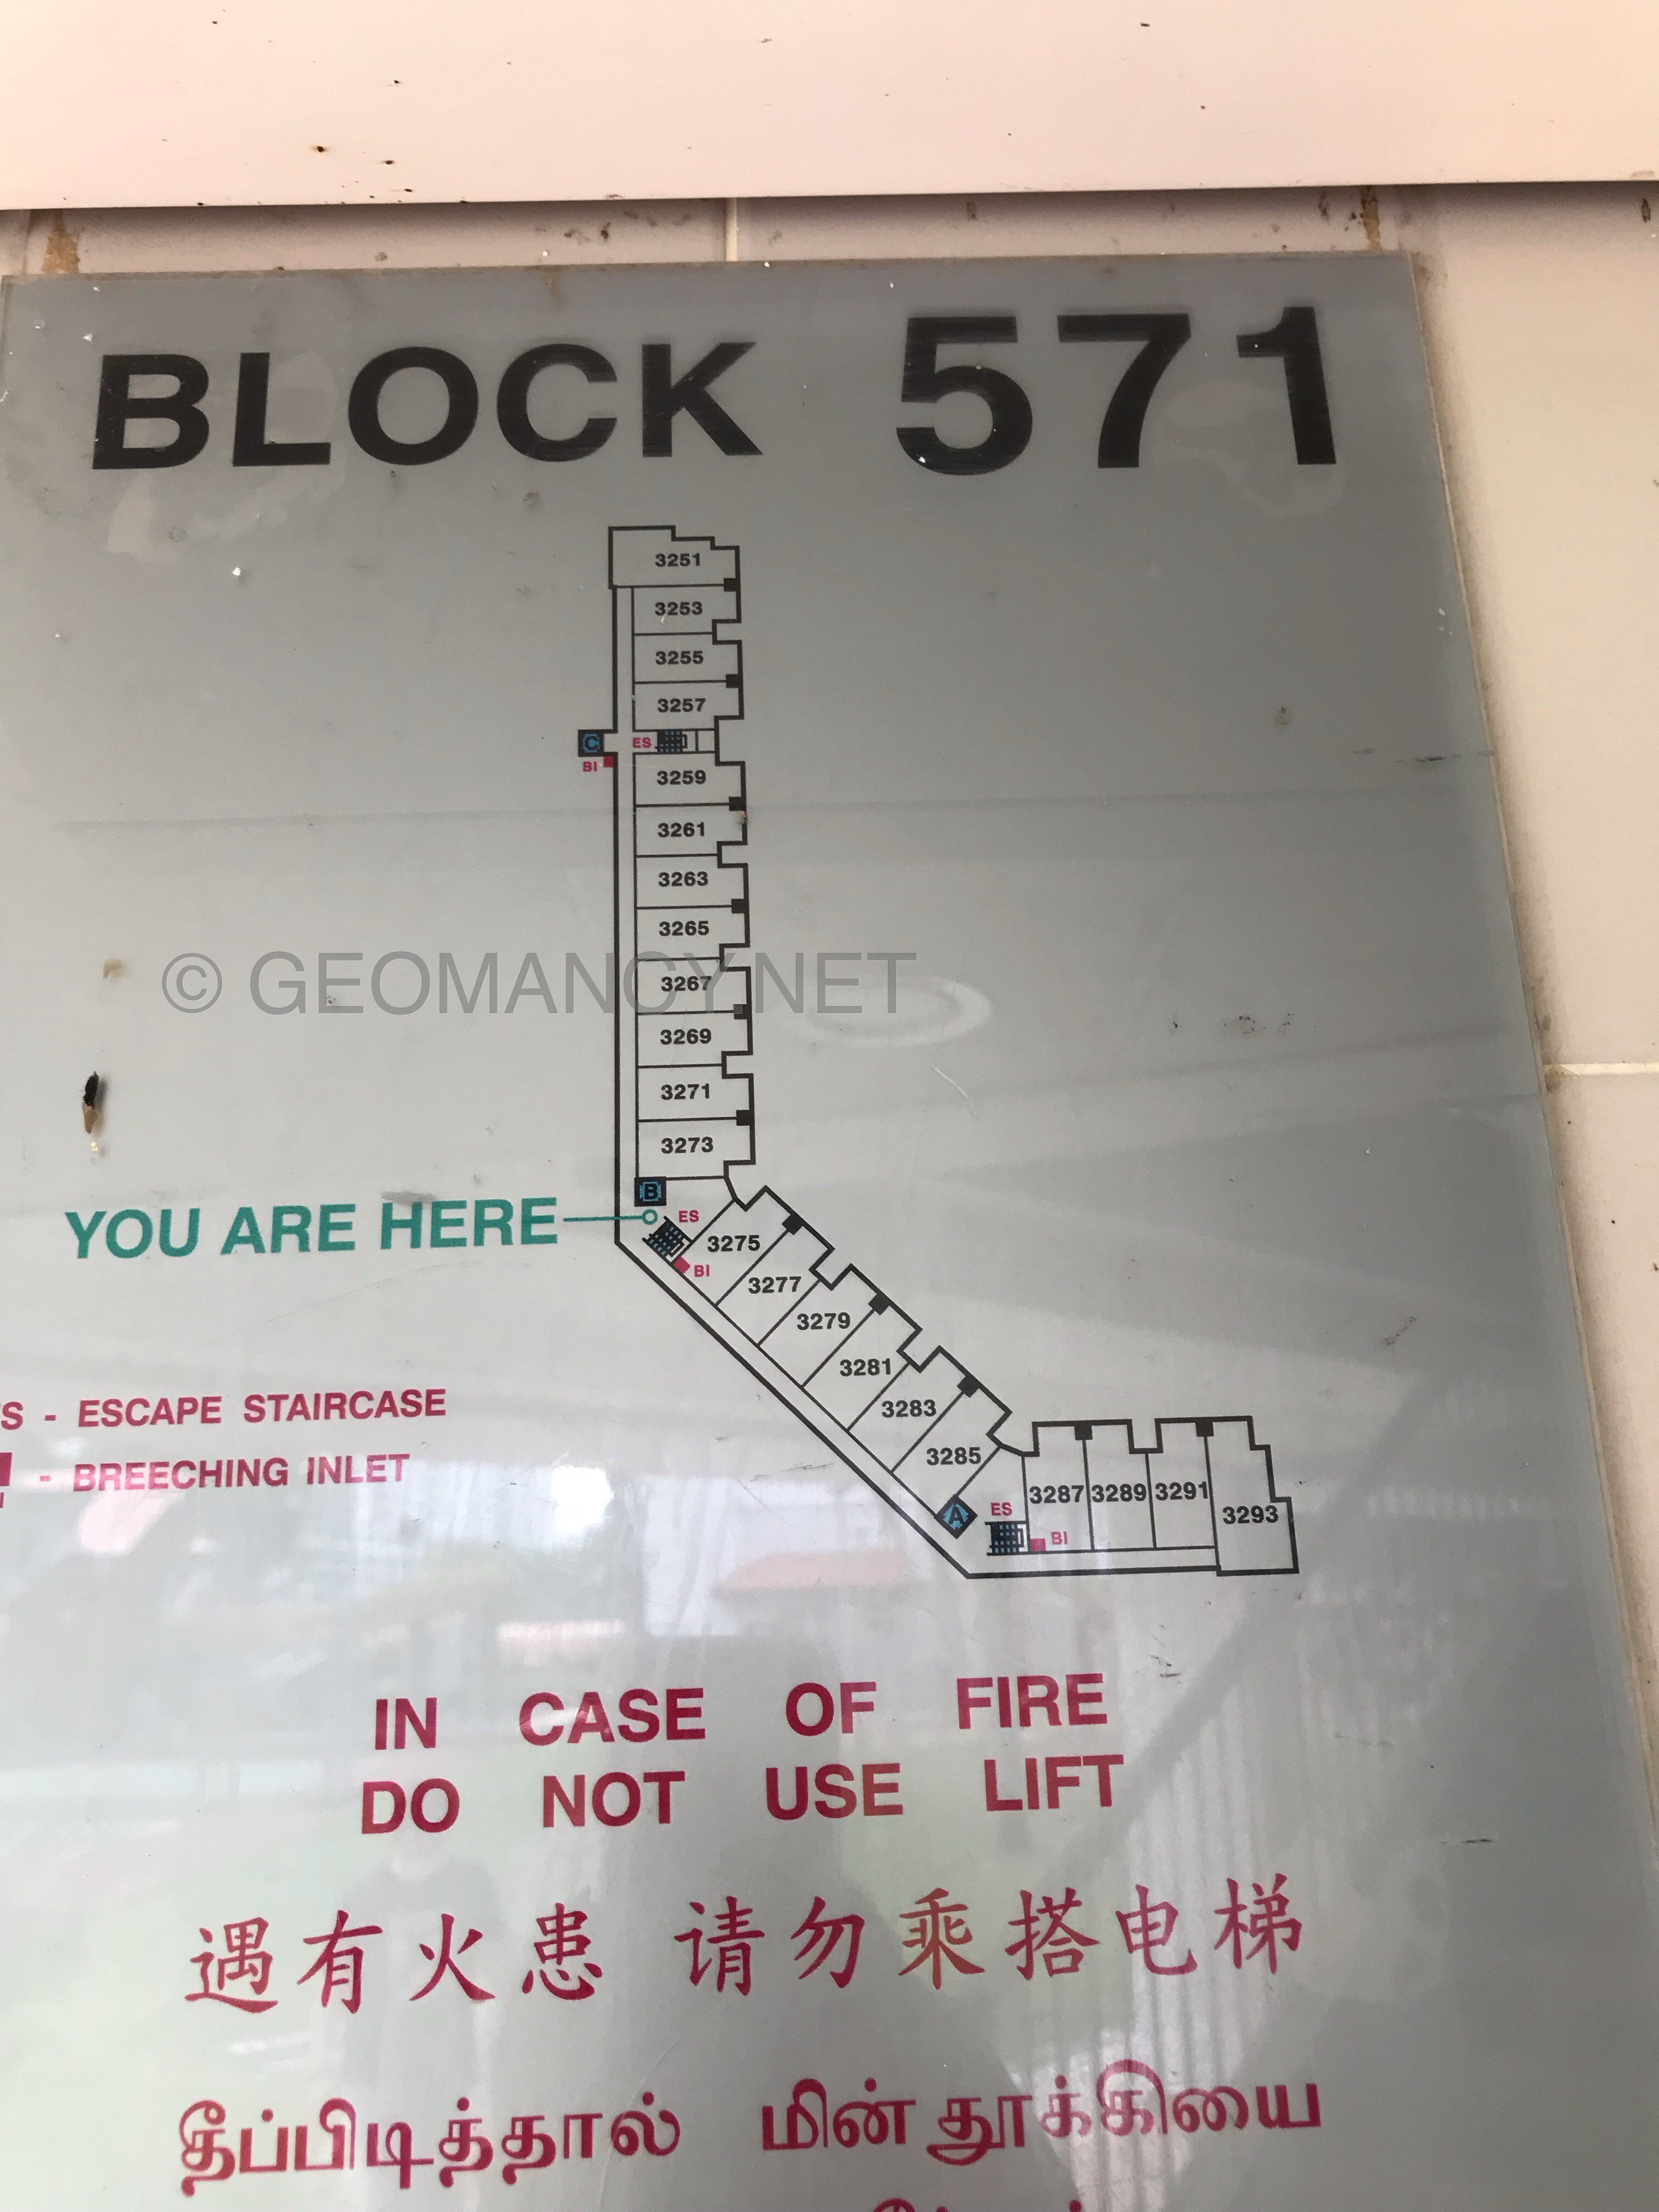 BLOCK 571
3251
3253
3255
3257
C ES
BI
3259
3261
3263
3265
© GEOMANCY.NET
3267
3269
3271
3273
B
YOU ARE HERE
ES
3275
BI
3277
3279
3281
3283
3285
3287 3289 3291 3293
A ES
BI
S - ESCAPE STAIRCASE
- BREECHING INLET
IN CASE OF FIRE
DO NOT USE LIFT
遇有火患 请勿乘搭电梯
தீப்பிடித்தால் மின்தூக்கியை